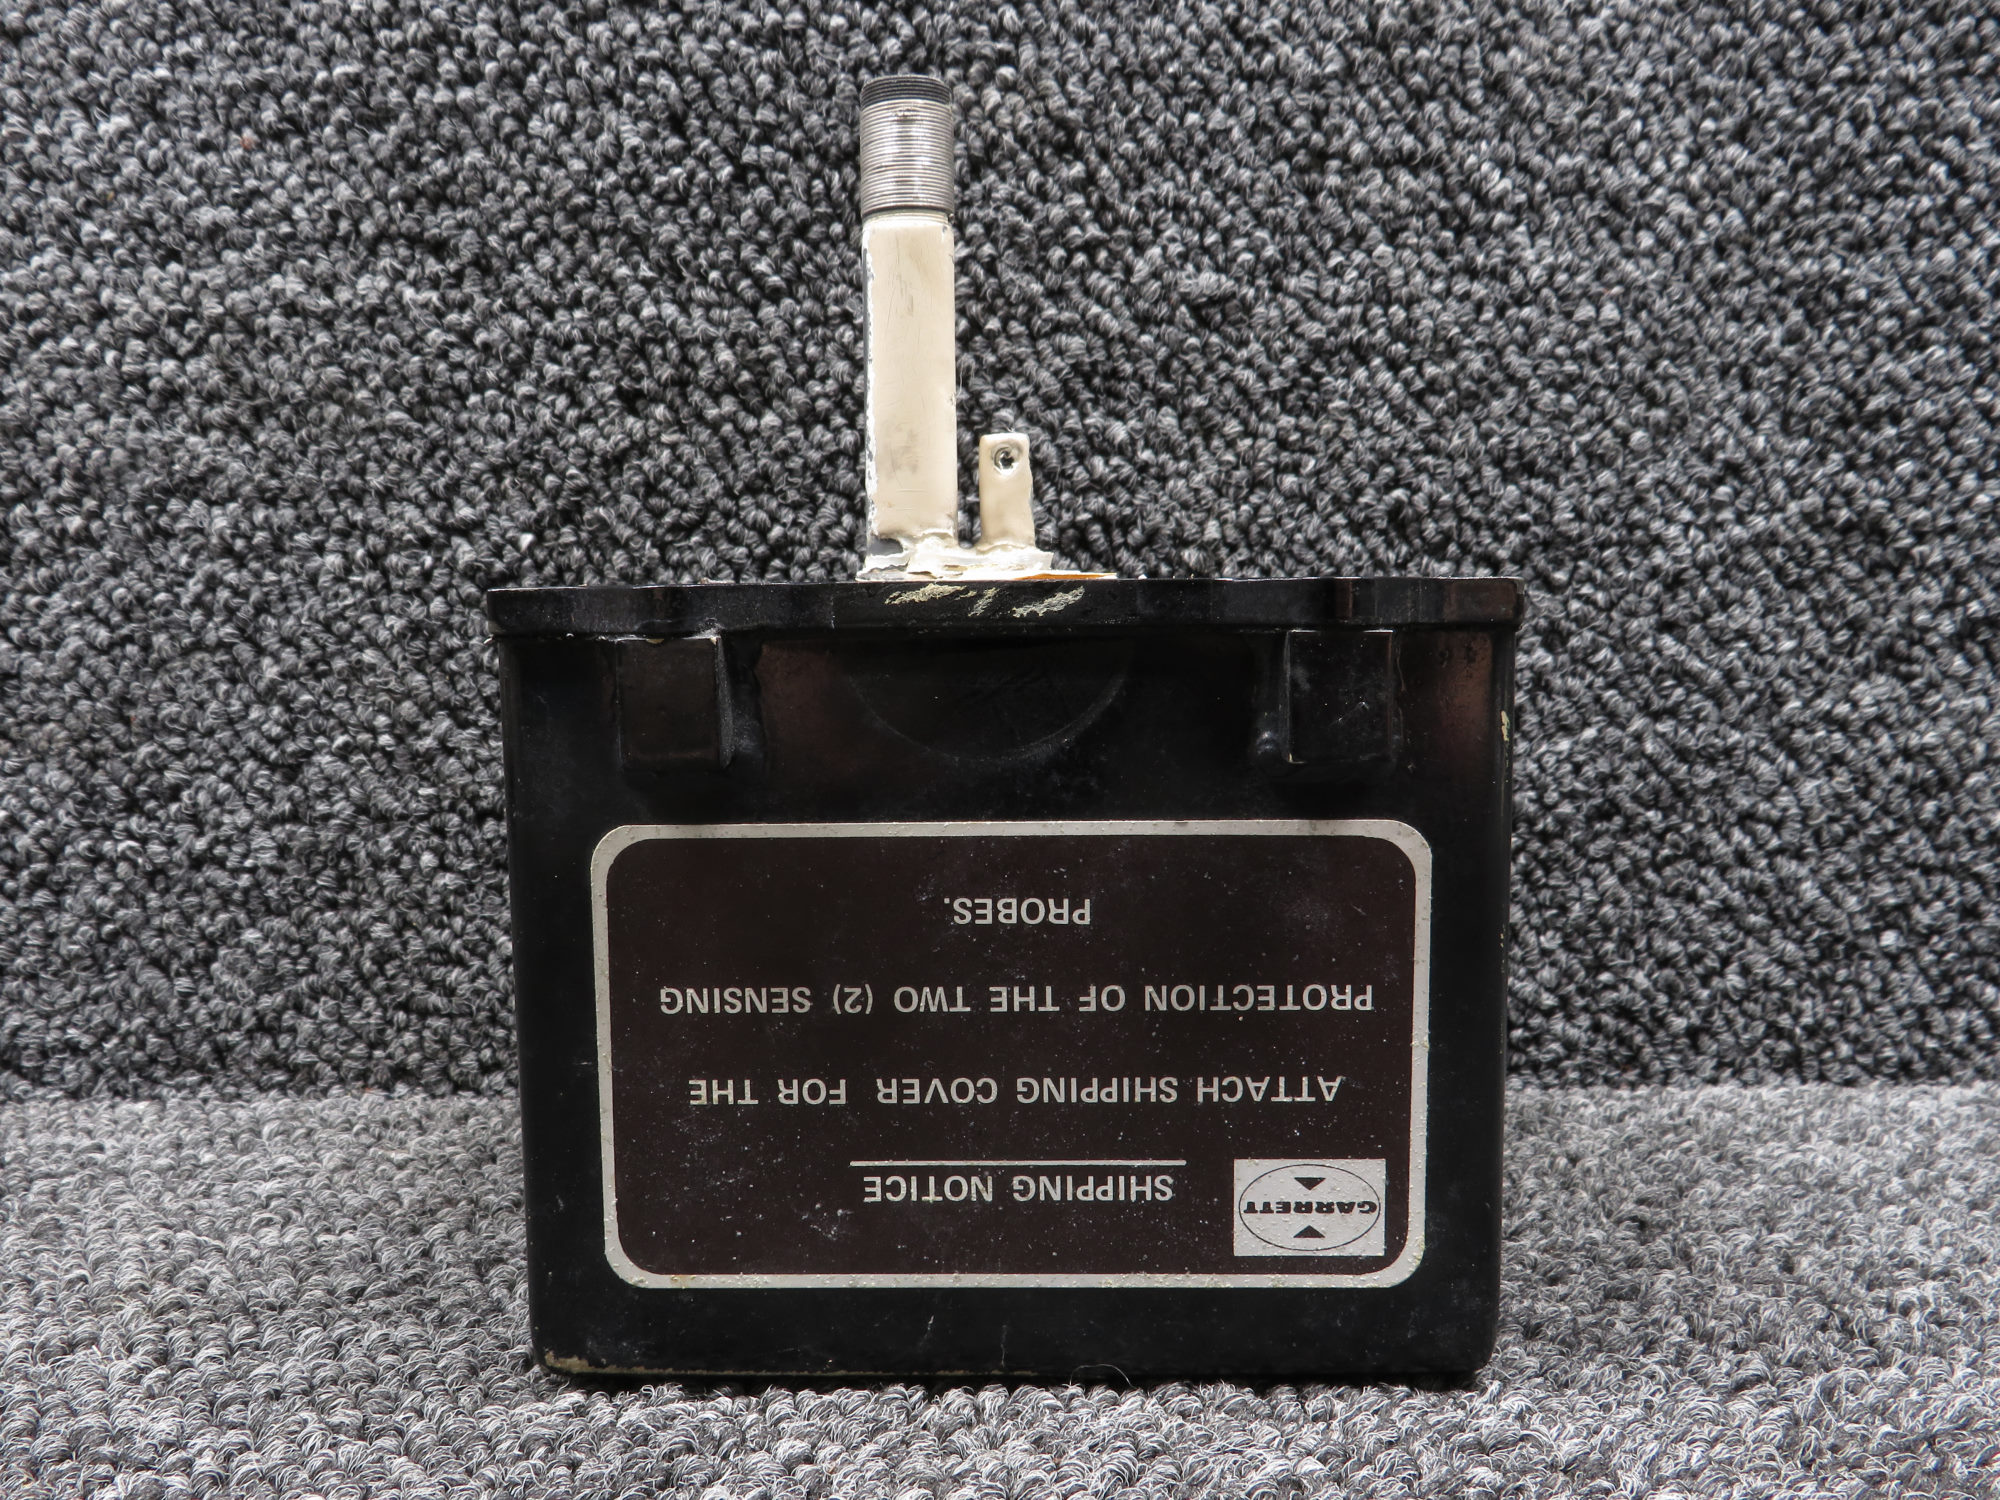 GARRETT
SHIPPING NOTICE
ATTACH SHIPPING COVER FOR THE
PROTECTION OF THE TWO (2) SENSING
PROBES.